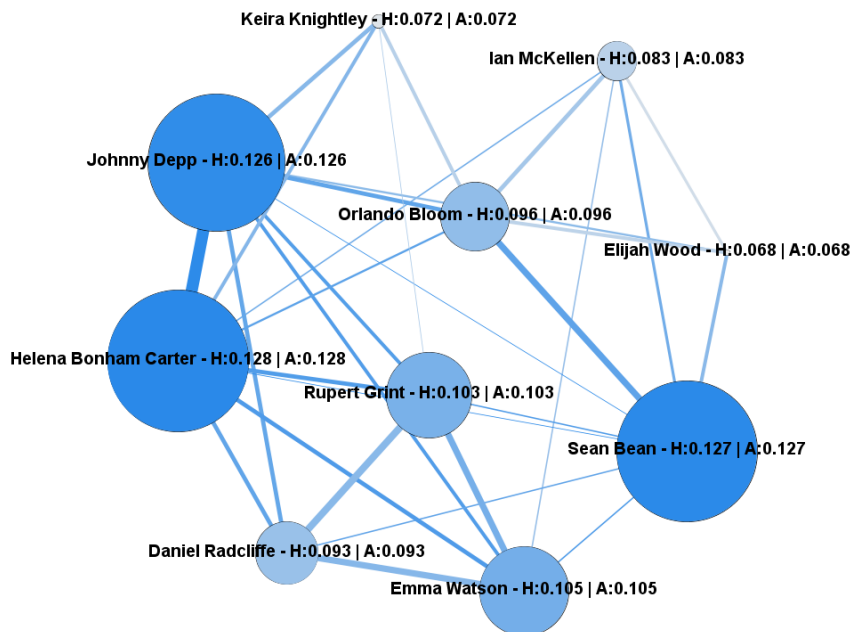 Keira Knightley - H:0.072 | A:0.072
Ian McKellen - H:0.083 | A:0.083
Johnny Depp - H:0.126 | A:0.126
Orlando Bloom - H:0.096 | A:0.096
Elijah Wood - H:0.068 | A:0.068
Helena Bonham Carter - H:0.128 | A:0.128
Rupert Grint - H:0.103 | A:0.103
Sean Bean - H:0.127 | A:0.127
Daniel Radcliffe - H:0.093 | A:0.093
Emma Watson - H:0.105 | A:0.105